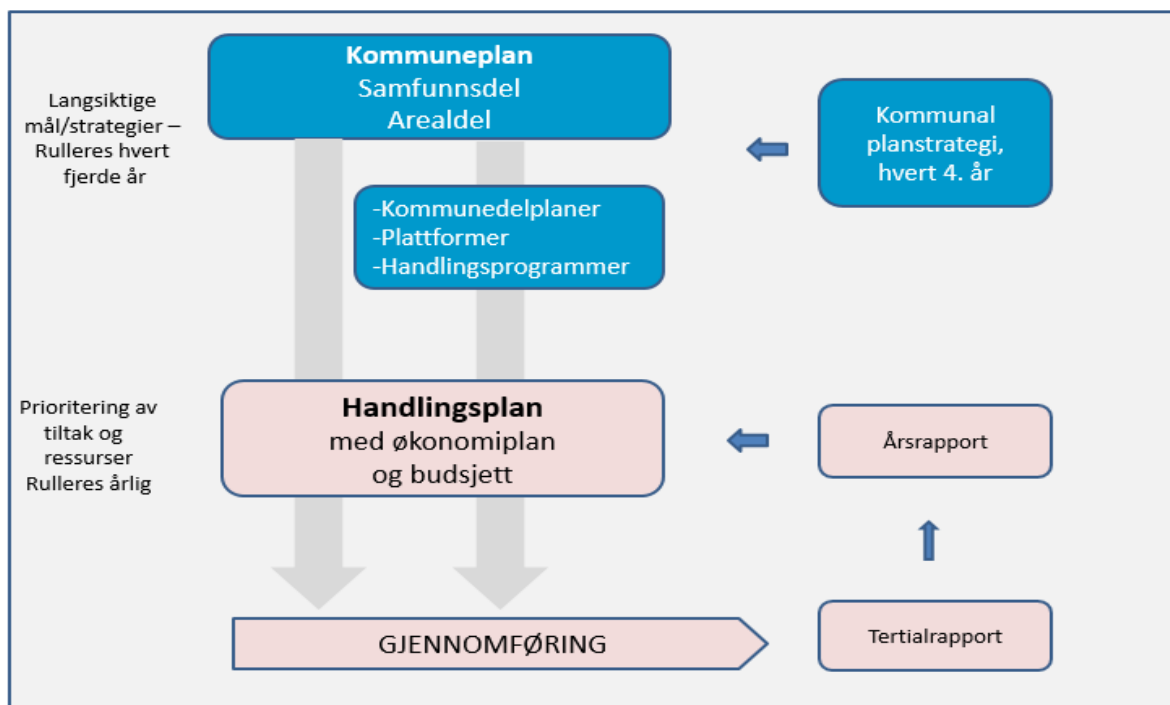 Langsiktige
mål/strategier –
Rulleres hvert
fjerde år
Kommuneplan
Samfunnsdel
Arealdel
Kommunal
planstrategi,
hvert 4. år
-Kommunedelplaner
-Plattformer
-Handlingsprogrammer
Prioritering av
tiltak og
ressurser
Rulleres årlig
Handlingsplan
med økonomiplan
og budsjett
Årsrapport
GJENNOMFØRING
Tertialrapport